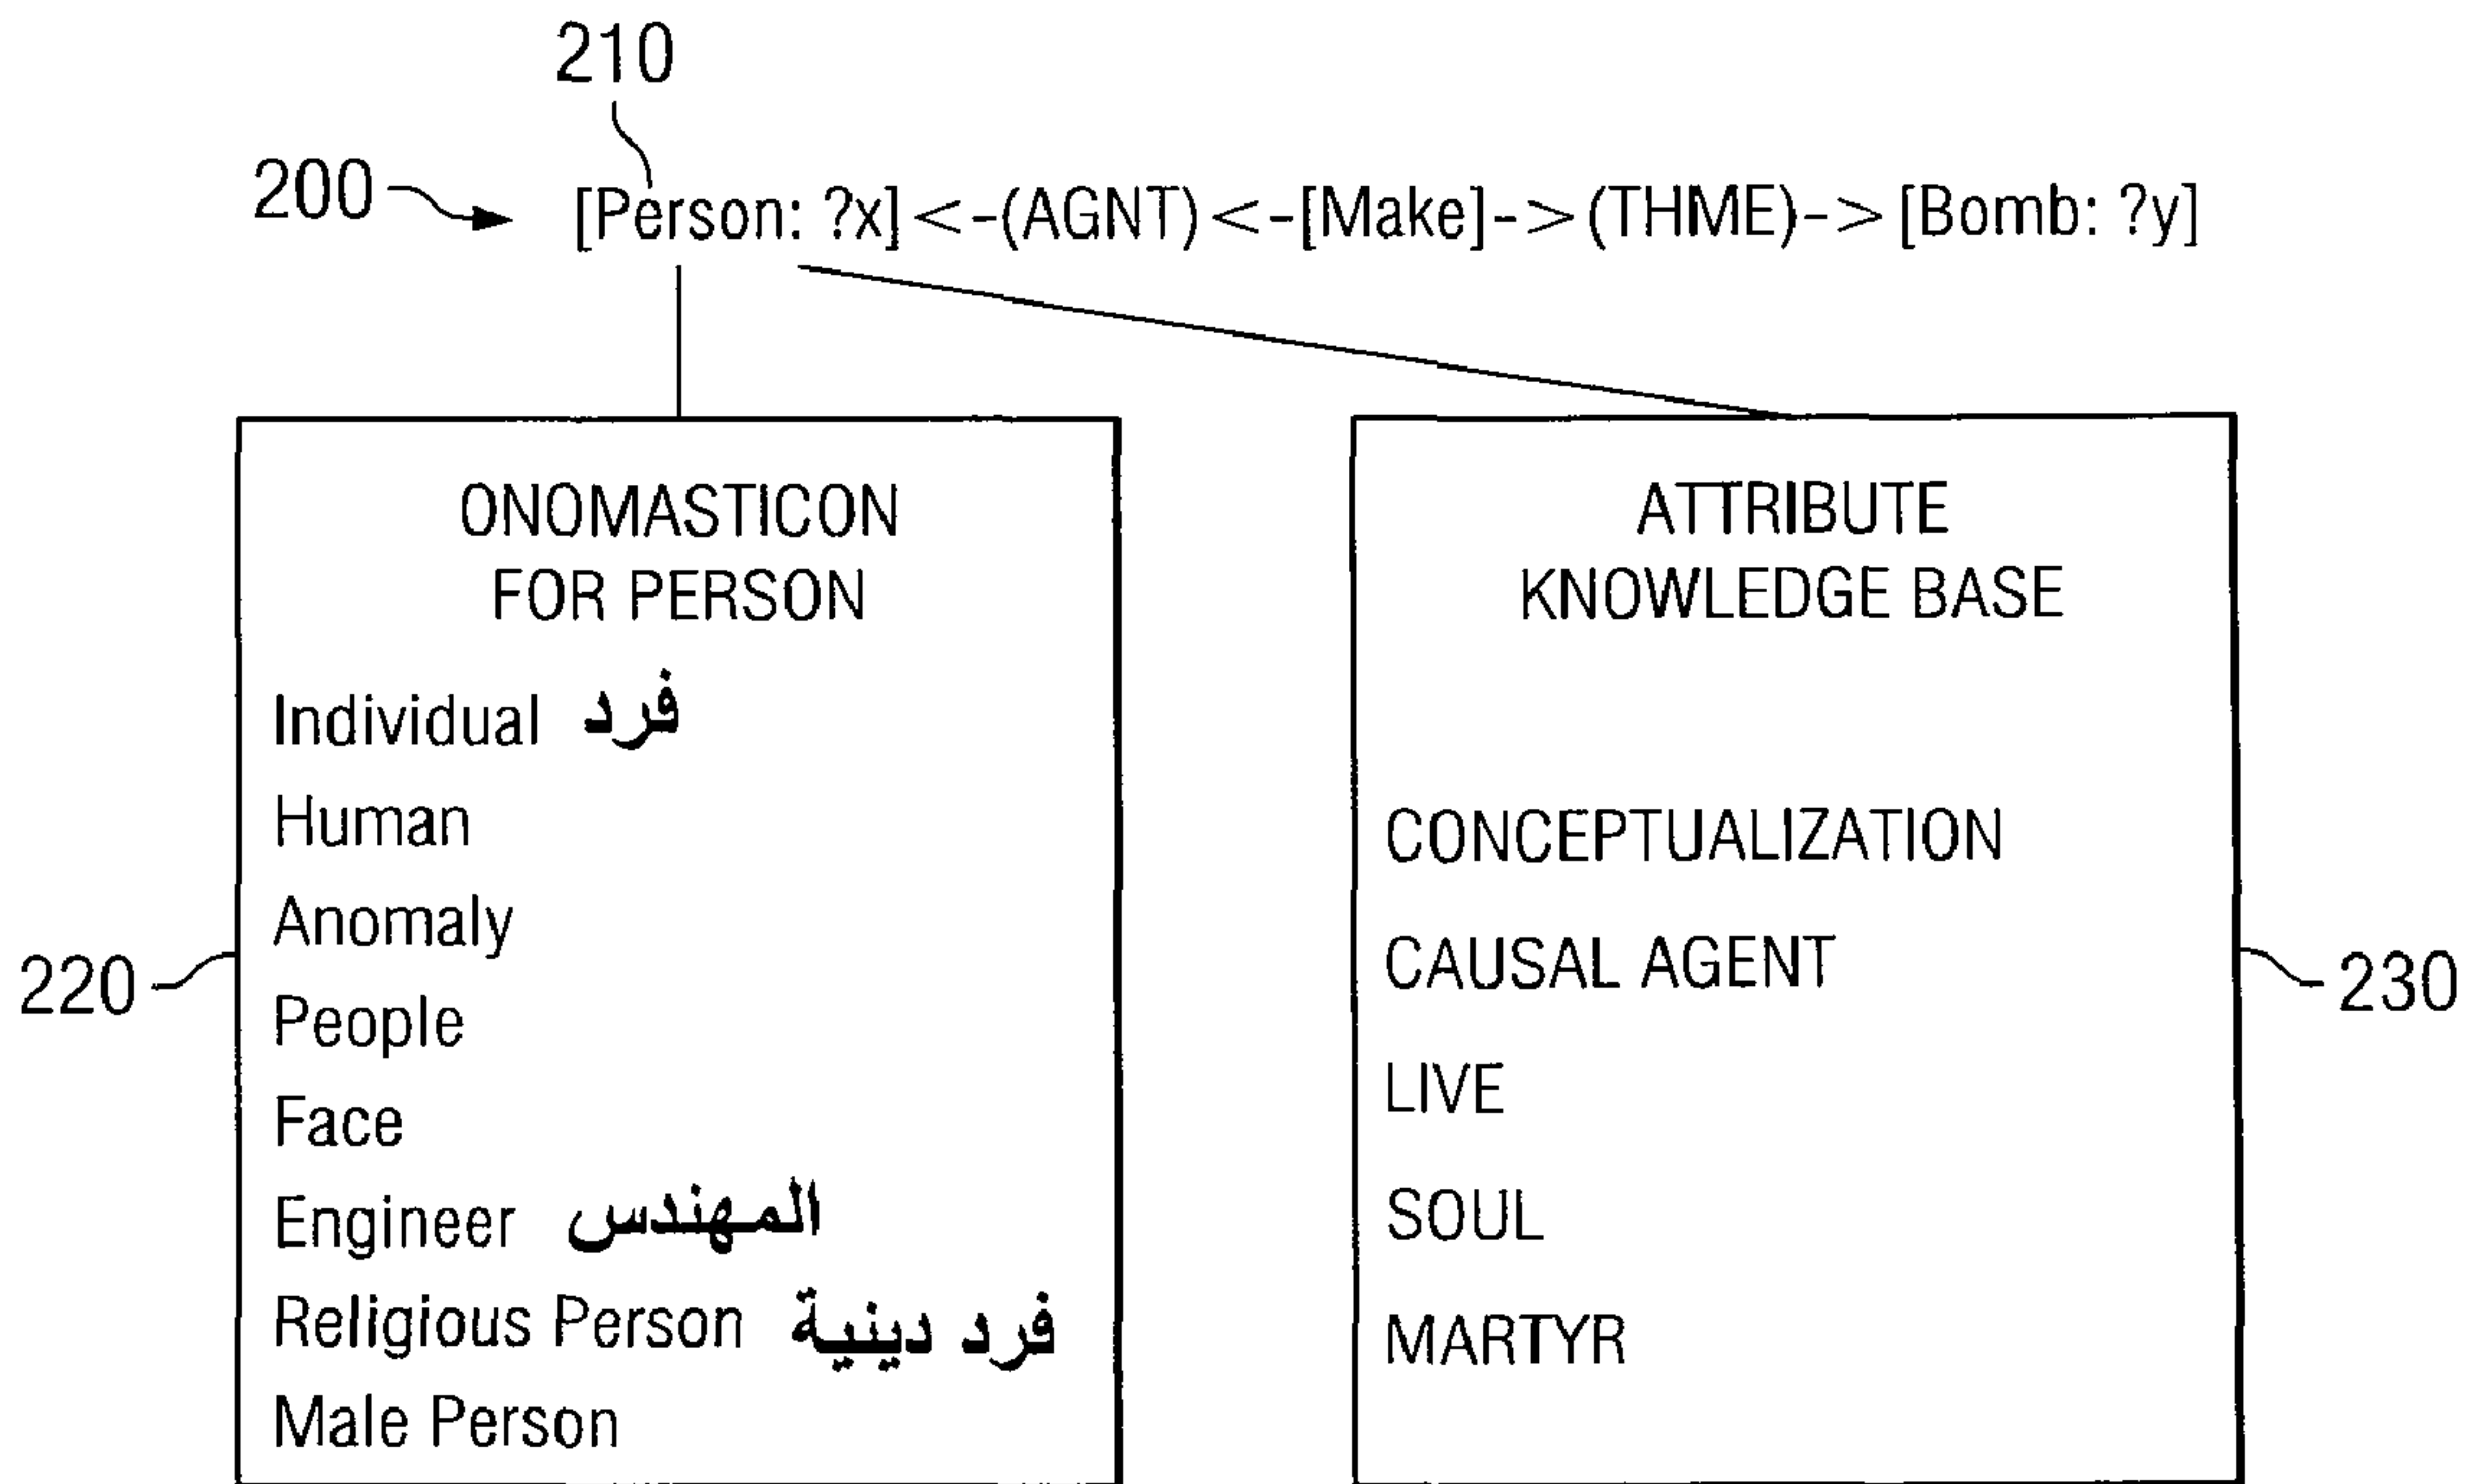 210
200
[Person: ?x]<-(AGNT)<-[Make]->(THME)->[Bomb: ?y]
ONOMASTICON
FOR PERSON
Individual فرد
Human
Anomaly
People
Face
Engineer المهندس
Religious Person فرد دينية
Male Person
220
ATTRIBUTE
KNOWLEDGE BASE
CONCEPTUALIZATION
CAUSAL AGENT
LIVE
SOUL
MARTYR
230